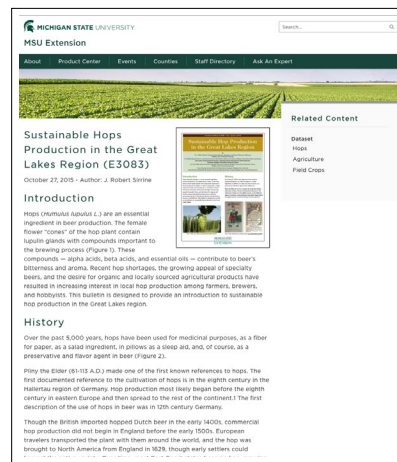 MICHIGAN STATE UNIVERSITY
Search...
MSU Extension
About Product Center Events Counties Staff Directory Ask An Expert
Related Content
Dataset
Hops
Agriculture
Field Crops
Sustainable Hops
Production in the Great
Lakes Region (E3083)
October 27, 2015 - Author: J. Robert Sirrine
Sustainable Hop Production
in the Great Lakes Region
Introduction
Hops (Humulus lupulus L.) are an essential
ingredient in beer production. The female
flower “cones” of the hop plant contain
lupulin glands with compounds important to
the brewing process (Figure 1). These
compounds — alpha acids, beta acids, and essential oils — contribute to beer's
bitterness and aroma. Recent hop shortages, the growing appeal of specialty
beers, and the desire for organic and locally sourced agricultural products have
resulted in increasing interest in local hop production among farmers, brewers,
and hobbyists. This bulletin is designed to provide an introduction to sustainable
hop production in the Great Lakes region.
History
Over the past 5,000 years, hops have been used for medicinal purposes, as a fiber
for paper, as a salad ingredient, in pillows as a sleep aid, and, of course, as a
preservative and flavor agent in beer (Figure 2).
Pliny the Elder (61-113 A.D.) made one of the first known references to hops. The
first documented reference to the cultivation of hops is in the eighth century in the
Hallertau region of Germany. Hop production most likely began before the eighth
century in eastern Europe and then spread to the rest of the continent.1 The first
description of the use of hops in beer was in 12th century Germany.
Though the British imported hopped Dutch beer in the early 1400s, commercial
hop production did not begin in England before the early 1500s. European
travelers transported the plant with them around the world, and the hop was
brought to North America from England in 1629, though early settlers could